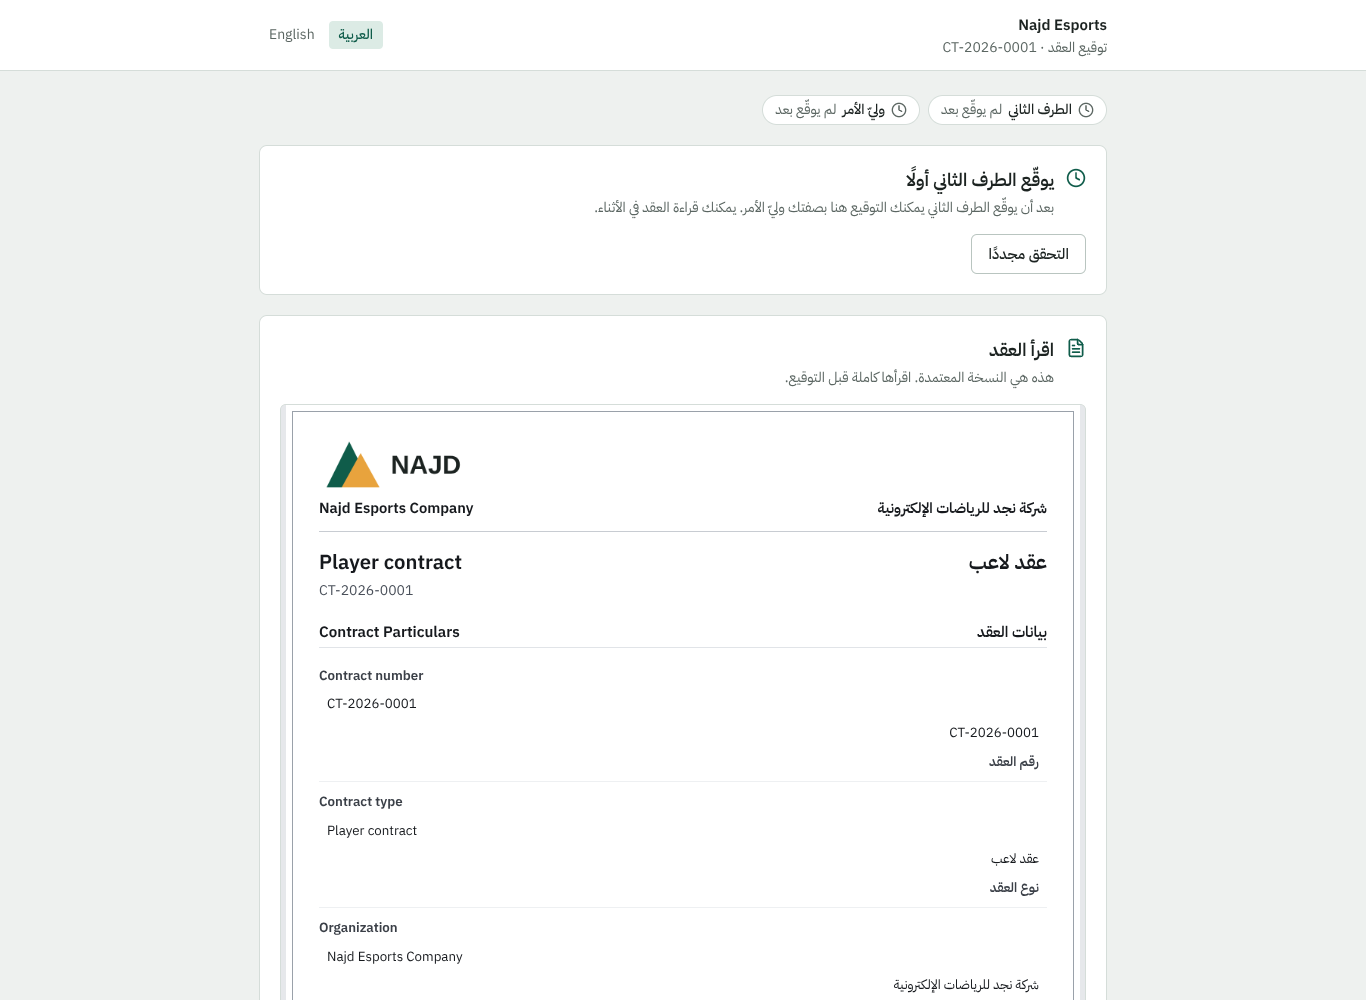 Najd Esports
توقيع العقد · CT-2026-0001
العربية English
الطرف الثاني لم يوقّع بعد
وليّ الأمر لم يوقّع بعد
يوقّع الطرف الثاني أولًا
بعد أن يوقّع الطرف الثاني يمكنك التوقيع هنا بصفتك وليّ الأمر. يمكنك قراءة العقد في الأثناء.
التحقق مجددًا
اقرأ العقد
هذه هي النسخة المعتمدة. اقرأها كاملة قبل التوقيع.
NAJD
Najd Esports Company شركة نجد للرياضات الإلكترونية
Player contract عقد لاعب
CT-2026-0001
Contract Particulars بيانات العقد
Contract number
CT-2026-0001
CT-2026-0001
رقم العقد
Contract type
Player contract
عقد لاعب
نوع العقد
Organization
Najd Esports Company
شركة نجد للرياضات الإلكترونية